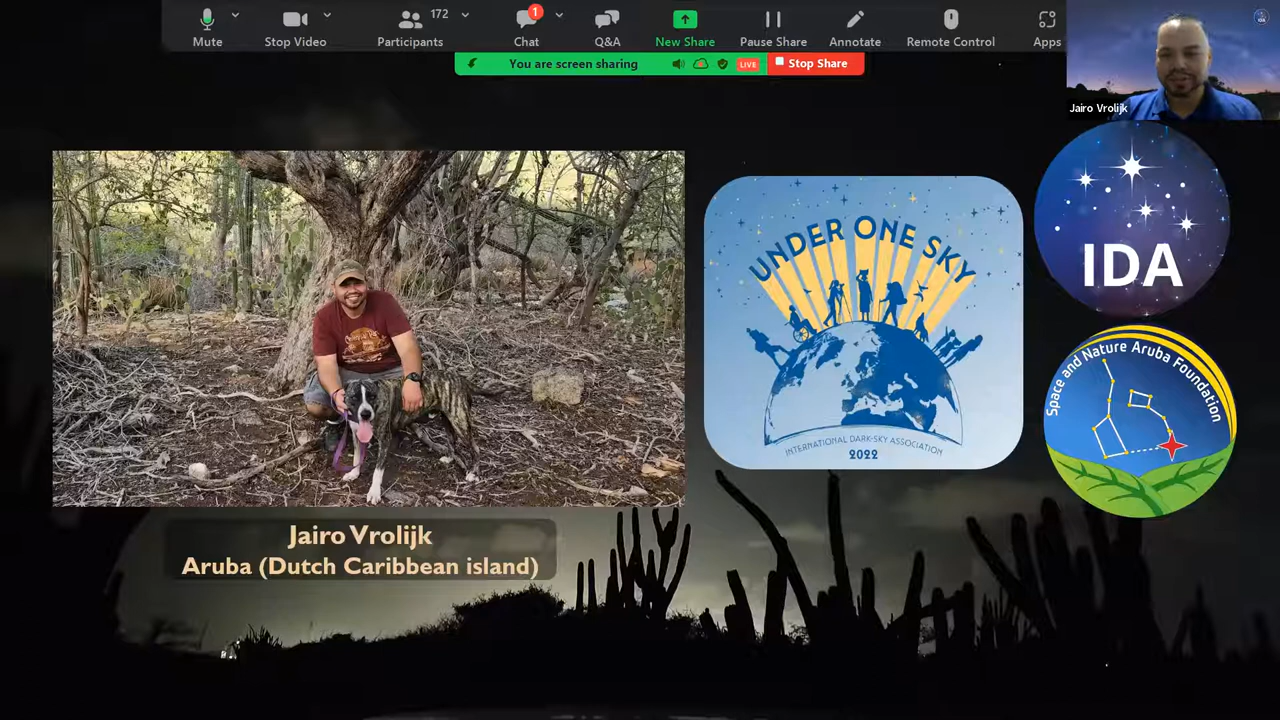 Mute
Stop Video
172
Participants
1
Chat
Q&A
New Share
Pause Share
Annotate
Remote Control
Apps
You are screen sharing
LIVE
Stop Share
Jairo Vrolijk
UNDER ONE SKY
INTERNATIONAL DARK-SKY ASSOCIATION
2022
IDA
Space and Nature Aruba Foundation
Jairo Vrolijk
Aruba (Dutch Caribbean island)